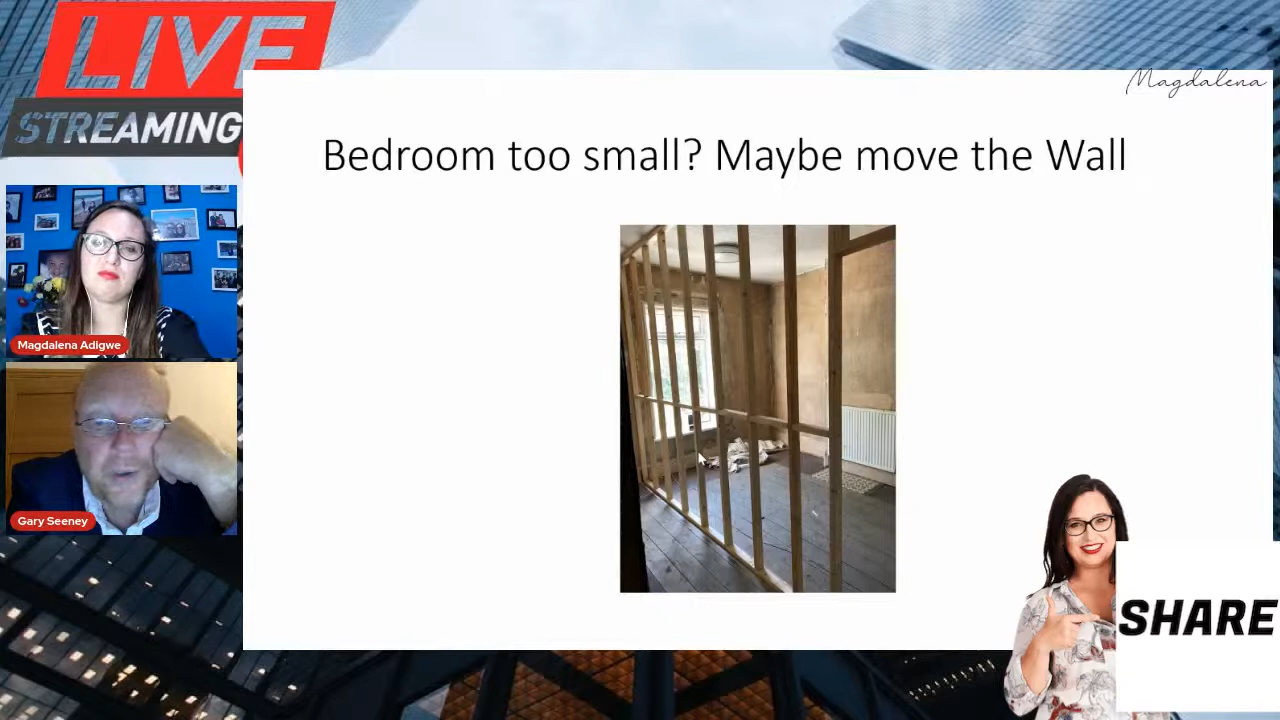 LIVE
STREAMING
Magdalena
Bedroom too small? Maybe move the Wall
Magdalena Adigwe
Gary Seeney
SHARE